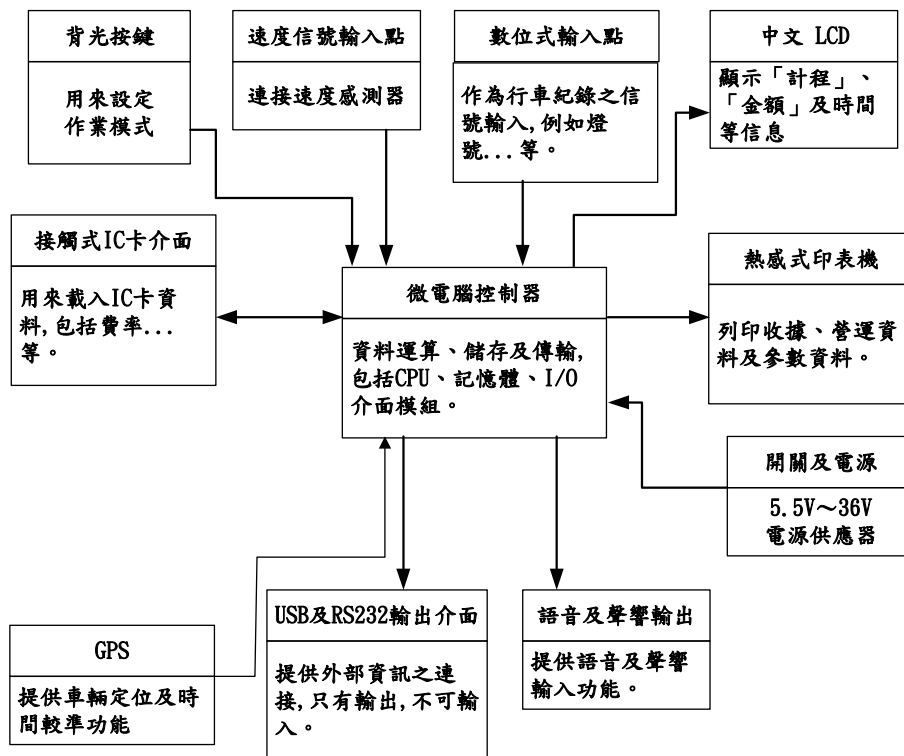 背光按鍵
用來設定
作業模式
速度信號輸入點
連接速度感測器
數位式輸入點
作為行車紀錄之信
號輸入,例如燈
號...等。
中文 LCD
顯示「計程」、
「金額」及時間
等信息
接觸式IC卡介面
用來載入IC卡資
料,包括費率...
等。
微電腦控制器
資料運算、儲存及傳輸,
包括CPU、記憶體、I/O
介面模組。
熱感式印表機
列印收據、營運資
料及參數資料。
開關及電源
5.5V～36V
電源供應器
GPS
提供車輛定位及時
間較準功能
USB及RS232輸出介面
提供外部資訊之連
接,只有輸出,不可輸
入。
語音及聲響輸出
提供語音及聲響
輸入功能。